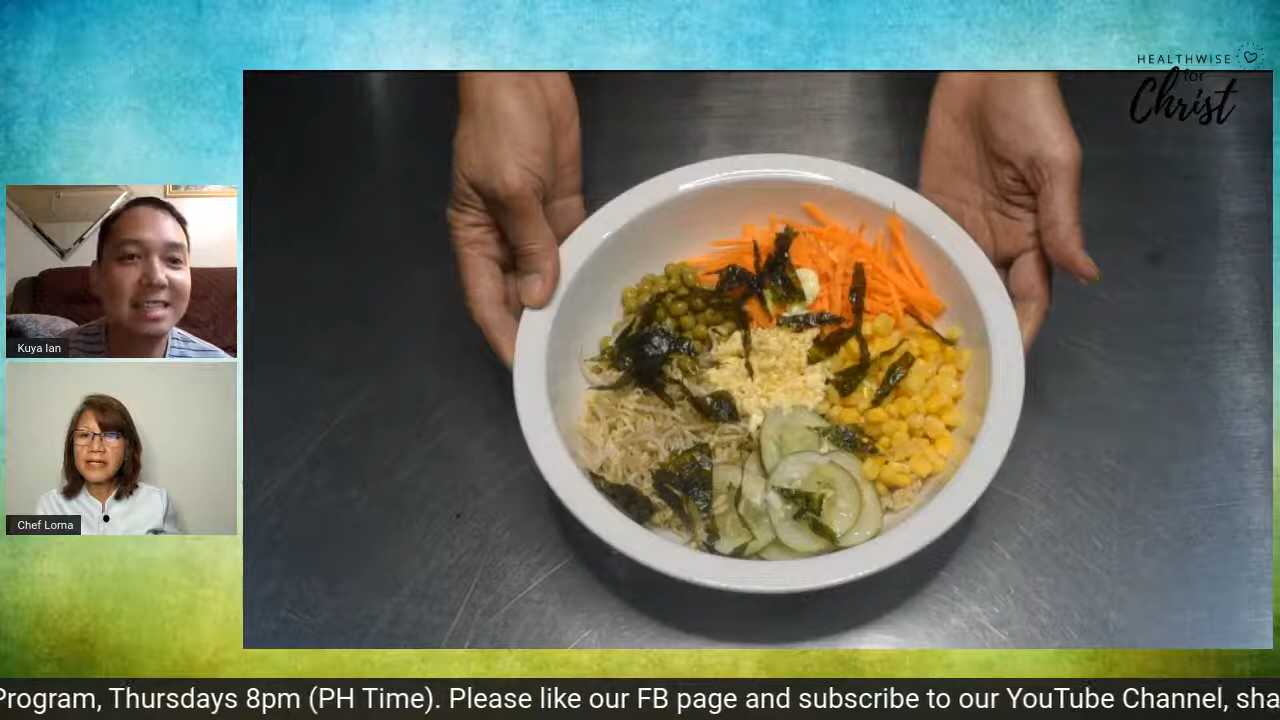 HEALTHWISE
for
Christ
Kuya Ian
Chef Lorna
Program, Thursdays 8pm (PH Time). Please like our FB page and subscribe to our YouTube Channel, sha